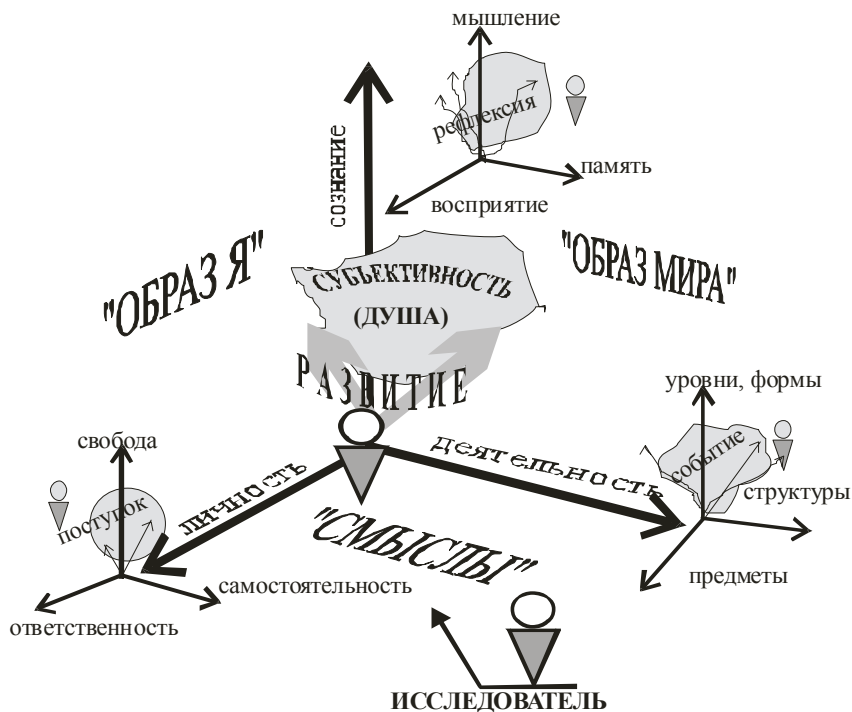 мышление
рефлексия
память
восприятие
сознание
"ОБРАЗ Я"
"ОБРАЗ МИРА"
СУБЪЕКТИВНОСТЬ
(ДУША)
РАЗВИТИЕ
уровни, формы
свобода
личность
деятельность
событие
структуры
поступок
"СМЫСЛЫ"
предметы
самостоятельность
ответственность
ИССЛЕДОВАТЕЛЬ